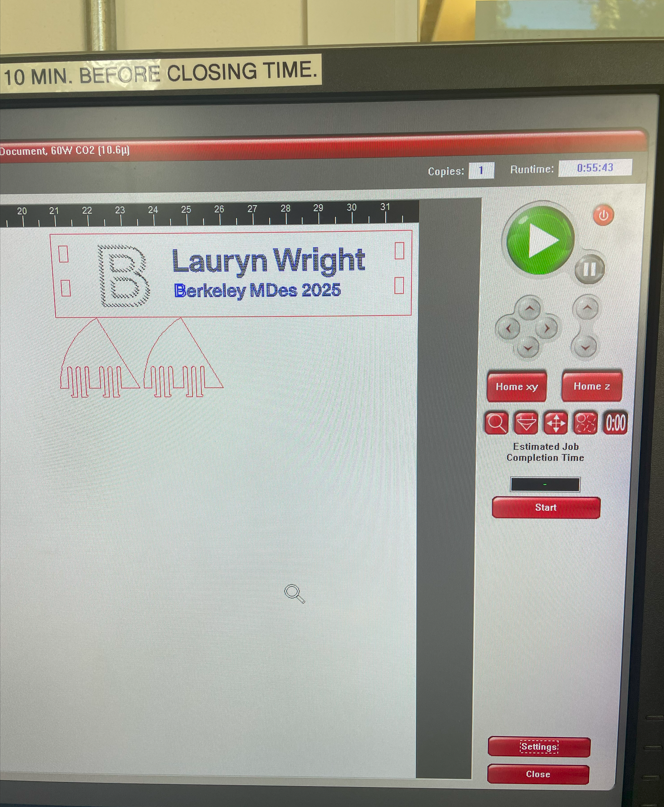 10 MIN. BEFORE CLOSING TIME.
Document, 60W CO2 (10.6μ)
Copies: 1 Runtime: 0:55:43
20 21 22 23 24 25 26 27 28 29 30 31
B
Lauryn Wright
Berkeley MDes 2025
Home xy Home z
0:00
Estimated Job
Completion Time
-
Start
Settings
Close